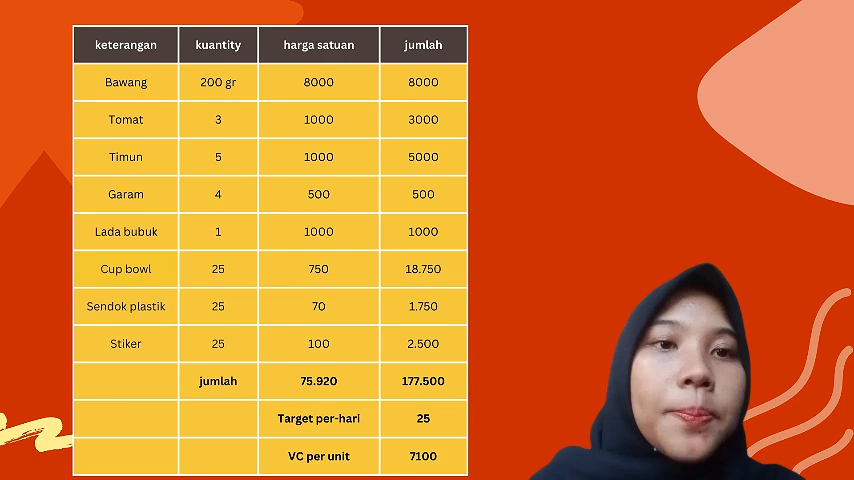 keterangan kuantity harga satuan jumlah
Bawang 200 gr 8000 8000
Tomat 3 1000 3000
Timun 5 1000 5000
Garam 4 500 500
Lada bubuk 1 1000 1000
Cup bowl 25 750 18.750
Sendok plastik 25 70 1.750
Stiker 25 100 2.500
jumlah 75.920 177.500
Target per-hari 25
VC per unit 7100